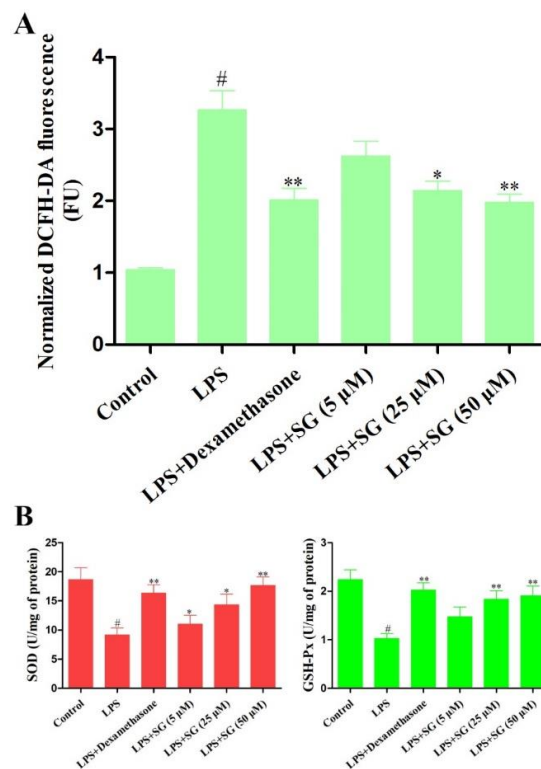 A
Normalized DCFH-DA fluorescence
(FU)
4
3
2
1
0
#
**
*
**
Control
LPS
LPS+Dexamethasone
LPS+SG (5 μM)
LPS+SG (25 μM)
LPS+SG (50 μM)
B
SOD (U/mg of protein)
25
20
15
10
5
0
#
**
*
*
**
Control
LPS
LPS+Dexamethasone
LPS+SG (5 μM)
LPS+SG (25 μM)
LPS+SG (50 μM)
GSH-Px (U/mg of protein)
3
2
1
0
#
**
**
**
Control
LPS
LPS+Dexamethasone
LPS+SG (5 μM)
LPS+SG (25 μM)
LPS+SG (50 μM)